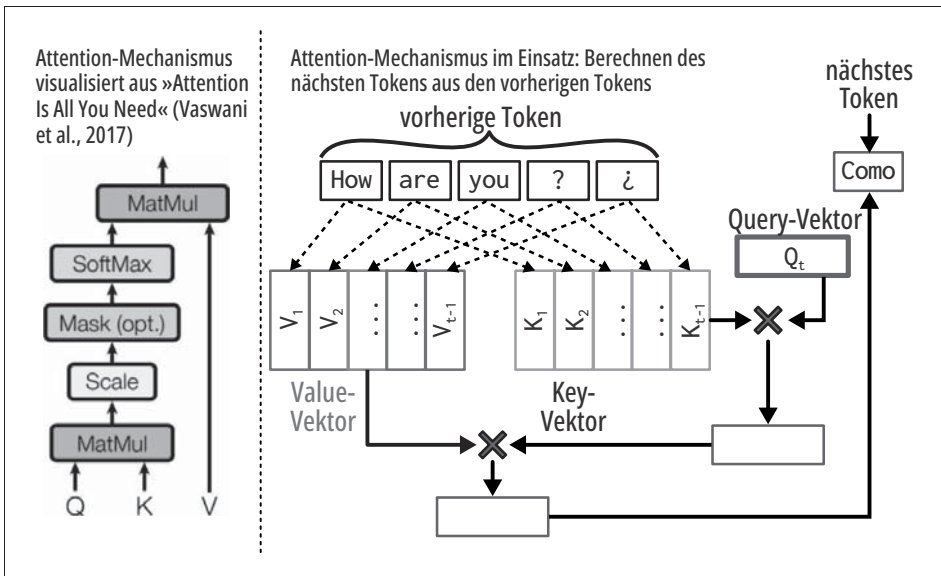 Attention-Mechanismus
visualisiert aus »Attention
Is All You Need« (Vaswani
et al., 2017)
MatMul
SoftMax
Mask (opt.)
Scale
MatMul
Q K V
Attention-Mechanismus im Einsatz: Berechnen des
nächsten Tokens aus den vorherigen Tokens
vorherige Token
How are you ? ¿
nächstes
Token
Como
Query-Vektor
Qt
V1 V2 ... ... Vt-1
K1 K2 ... ... Kt-1
Value-
Vektor
Key-
Vektor